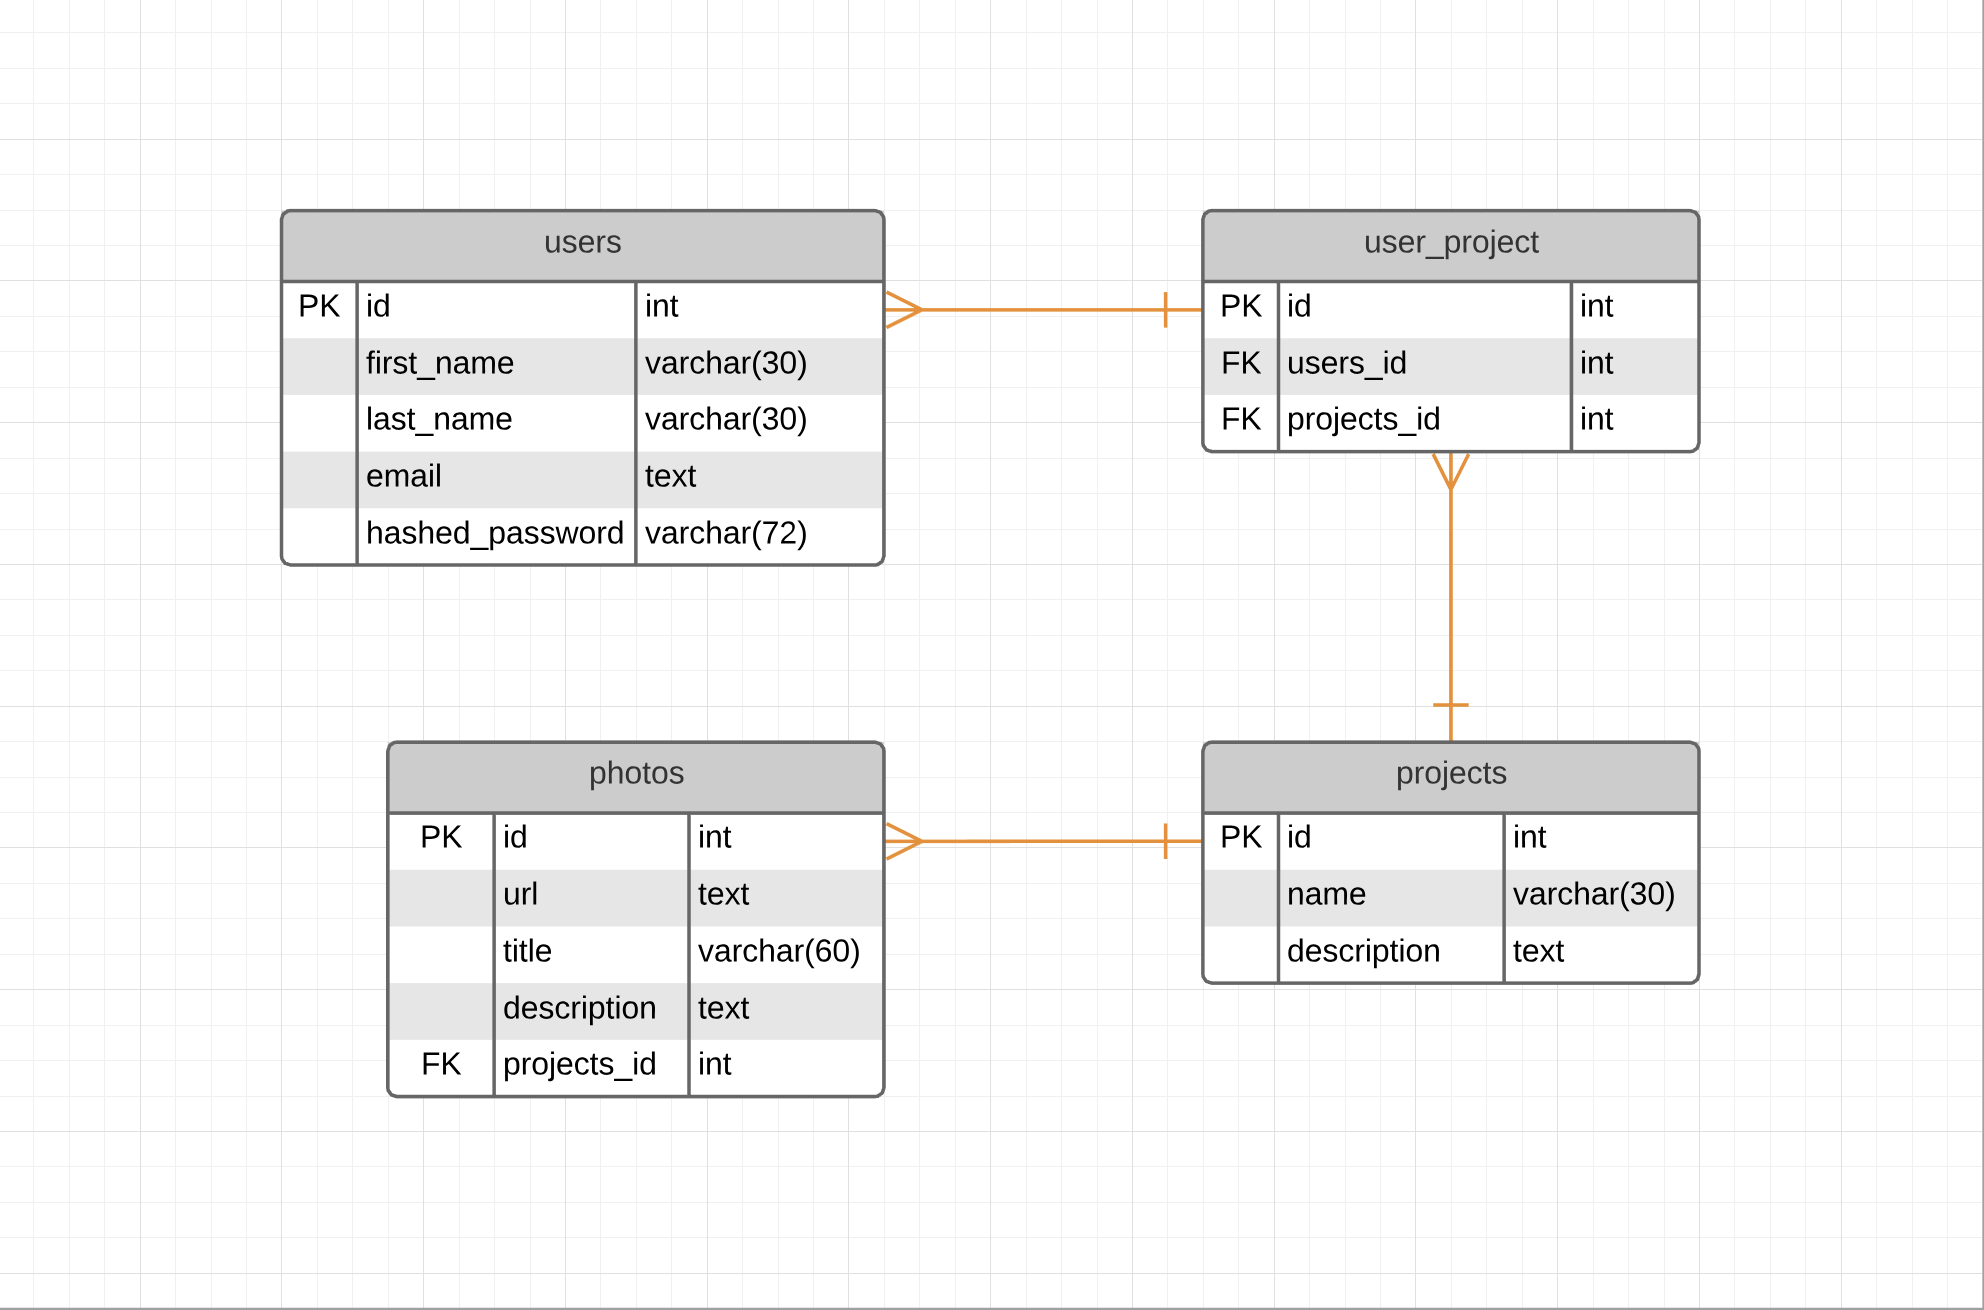 users
PK id int
first_name varchar(30)
last_name varchar(30)
email text
hashed_password varchar(72)
user_project
PK id int
FK users_id int
FK projects_id int
photos
PK id int
url text
title varchar(60)
description text
FK projects_id int
projects
PK id int
name varchar(30)
description text